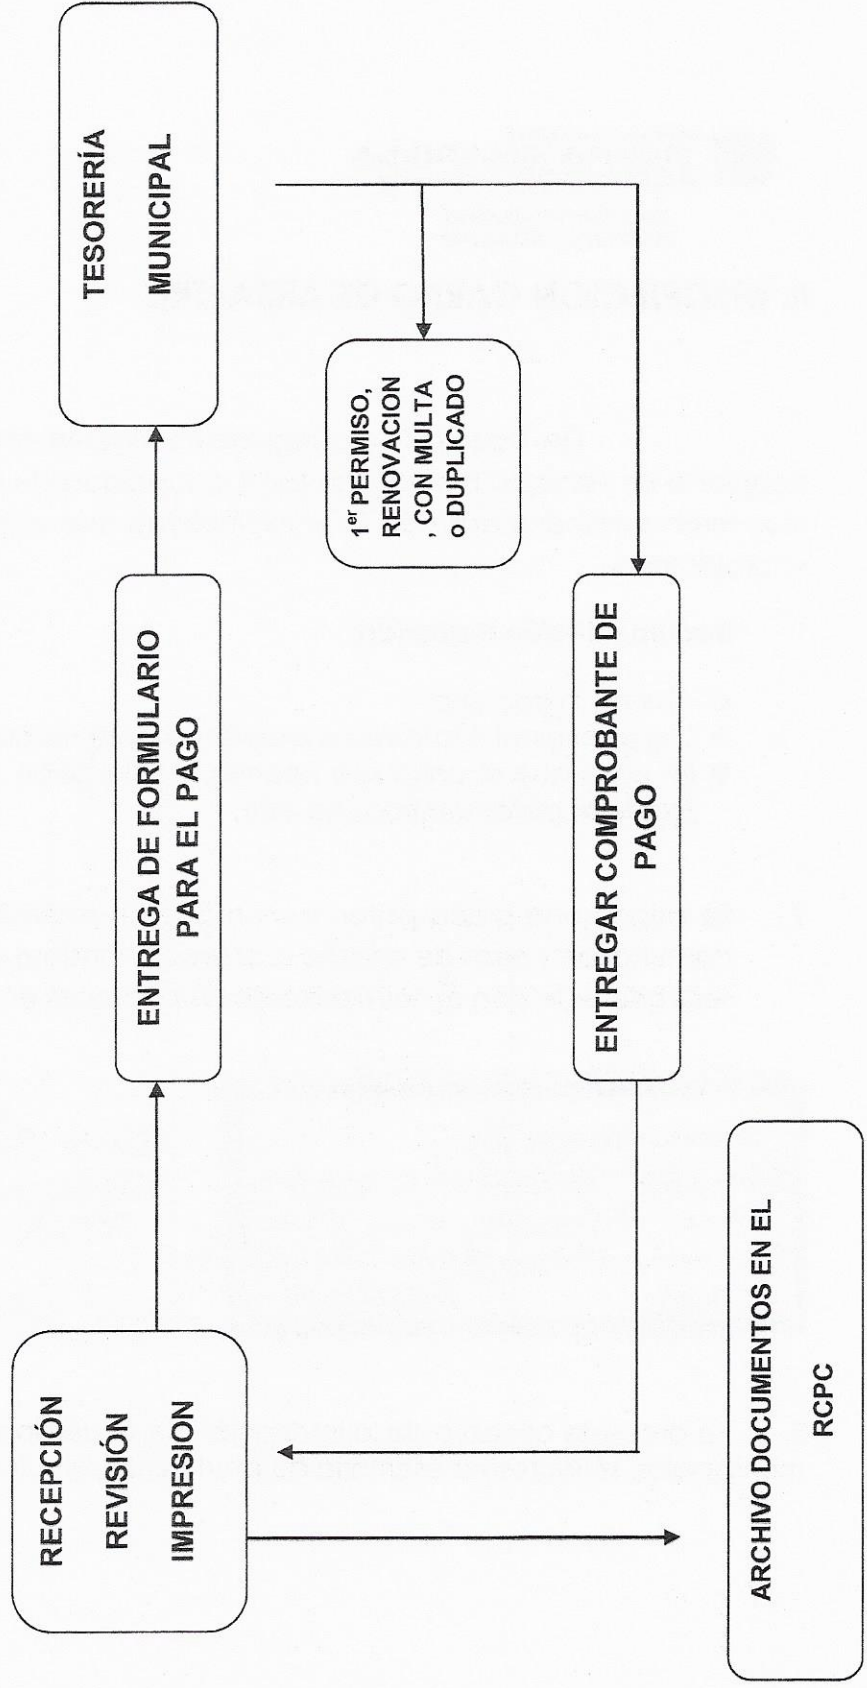 RECEPCIÓN
REVISIÓN
IMPRESION
ENTREGA DE FORMULARIO
PARA EL PAGO
TESORERÍA
MUNICIPAL
1er PERMISO,
RENOVACION
, CON MULTA
o DUPLICADO
ENTREGAR COMPROBANTE DE
PAGO
ARCHIVO DOCUMENTOS EN EL
RCPC